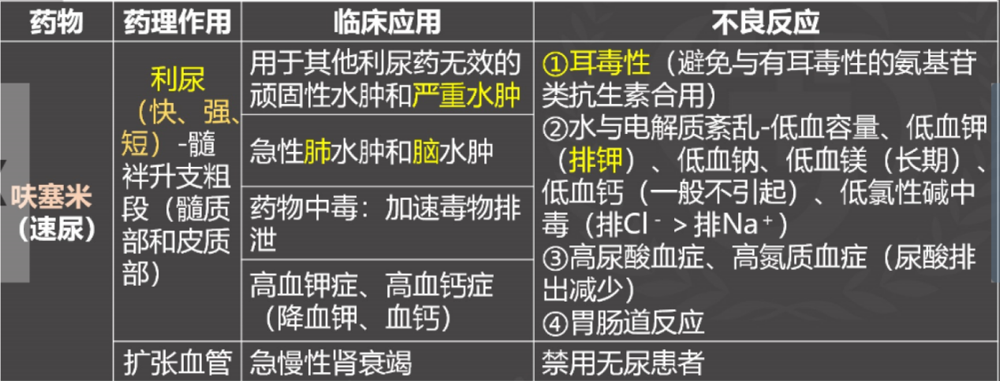 药物
药理作用
临床应用
不良反应
呋塞米
（速尿）
利尿
（快、强、
短）-髓
袢升支粗
段（髓质
部和皮质
部）
用于其他利尿药无效的
顽固性水肿和严重水肿
急性肺水肿和脑水肿
药物中毒：加速毒物排
泄
高血钾症、高血钙症
（降血钾、血钙）
①耳毒性（避免与有耳毒性的氨基苷
类抗生素合用）
②水与电解质紊乱-低血容量、低血钾
（排钾）、低血钠、低血镁（长期）、
低血钙（一般不引起）、低氯性碱中
毒（排Cl⁻ > 排Na⁺）
③高尿酸血症、高氮质血症（尿酸排
出减少）
④胃肠道反应
扩张血管
急慢性肾衰竭
禁用无尿患者